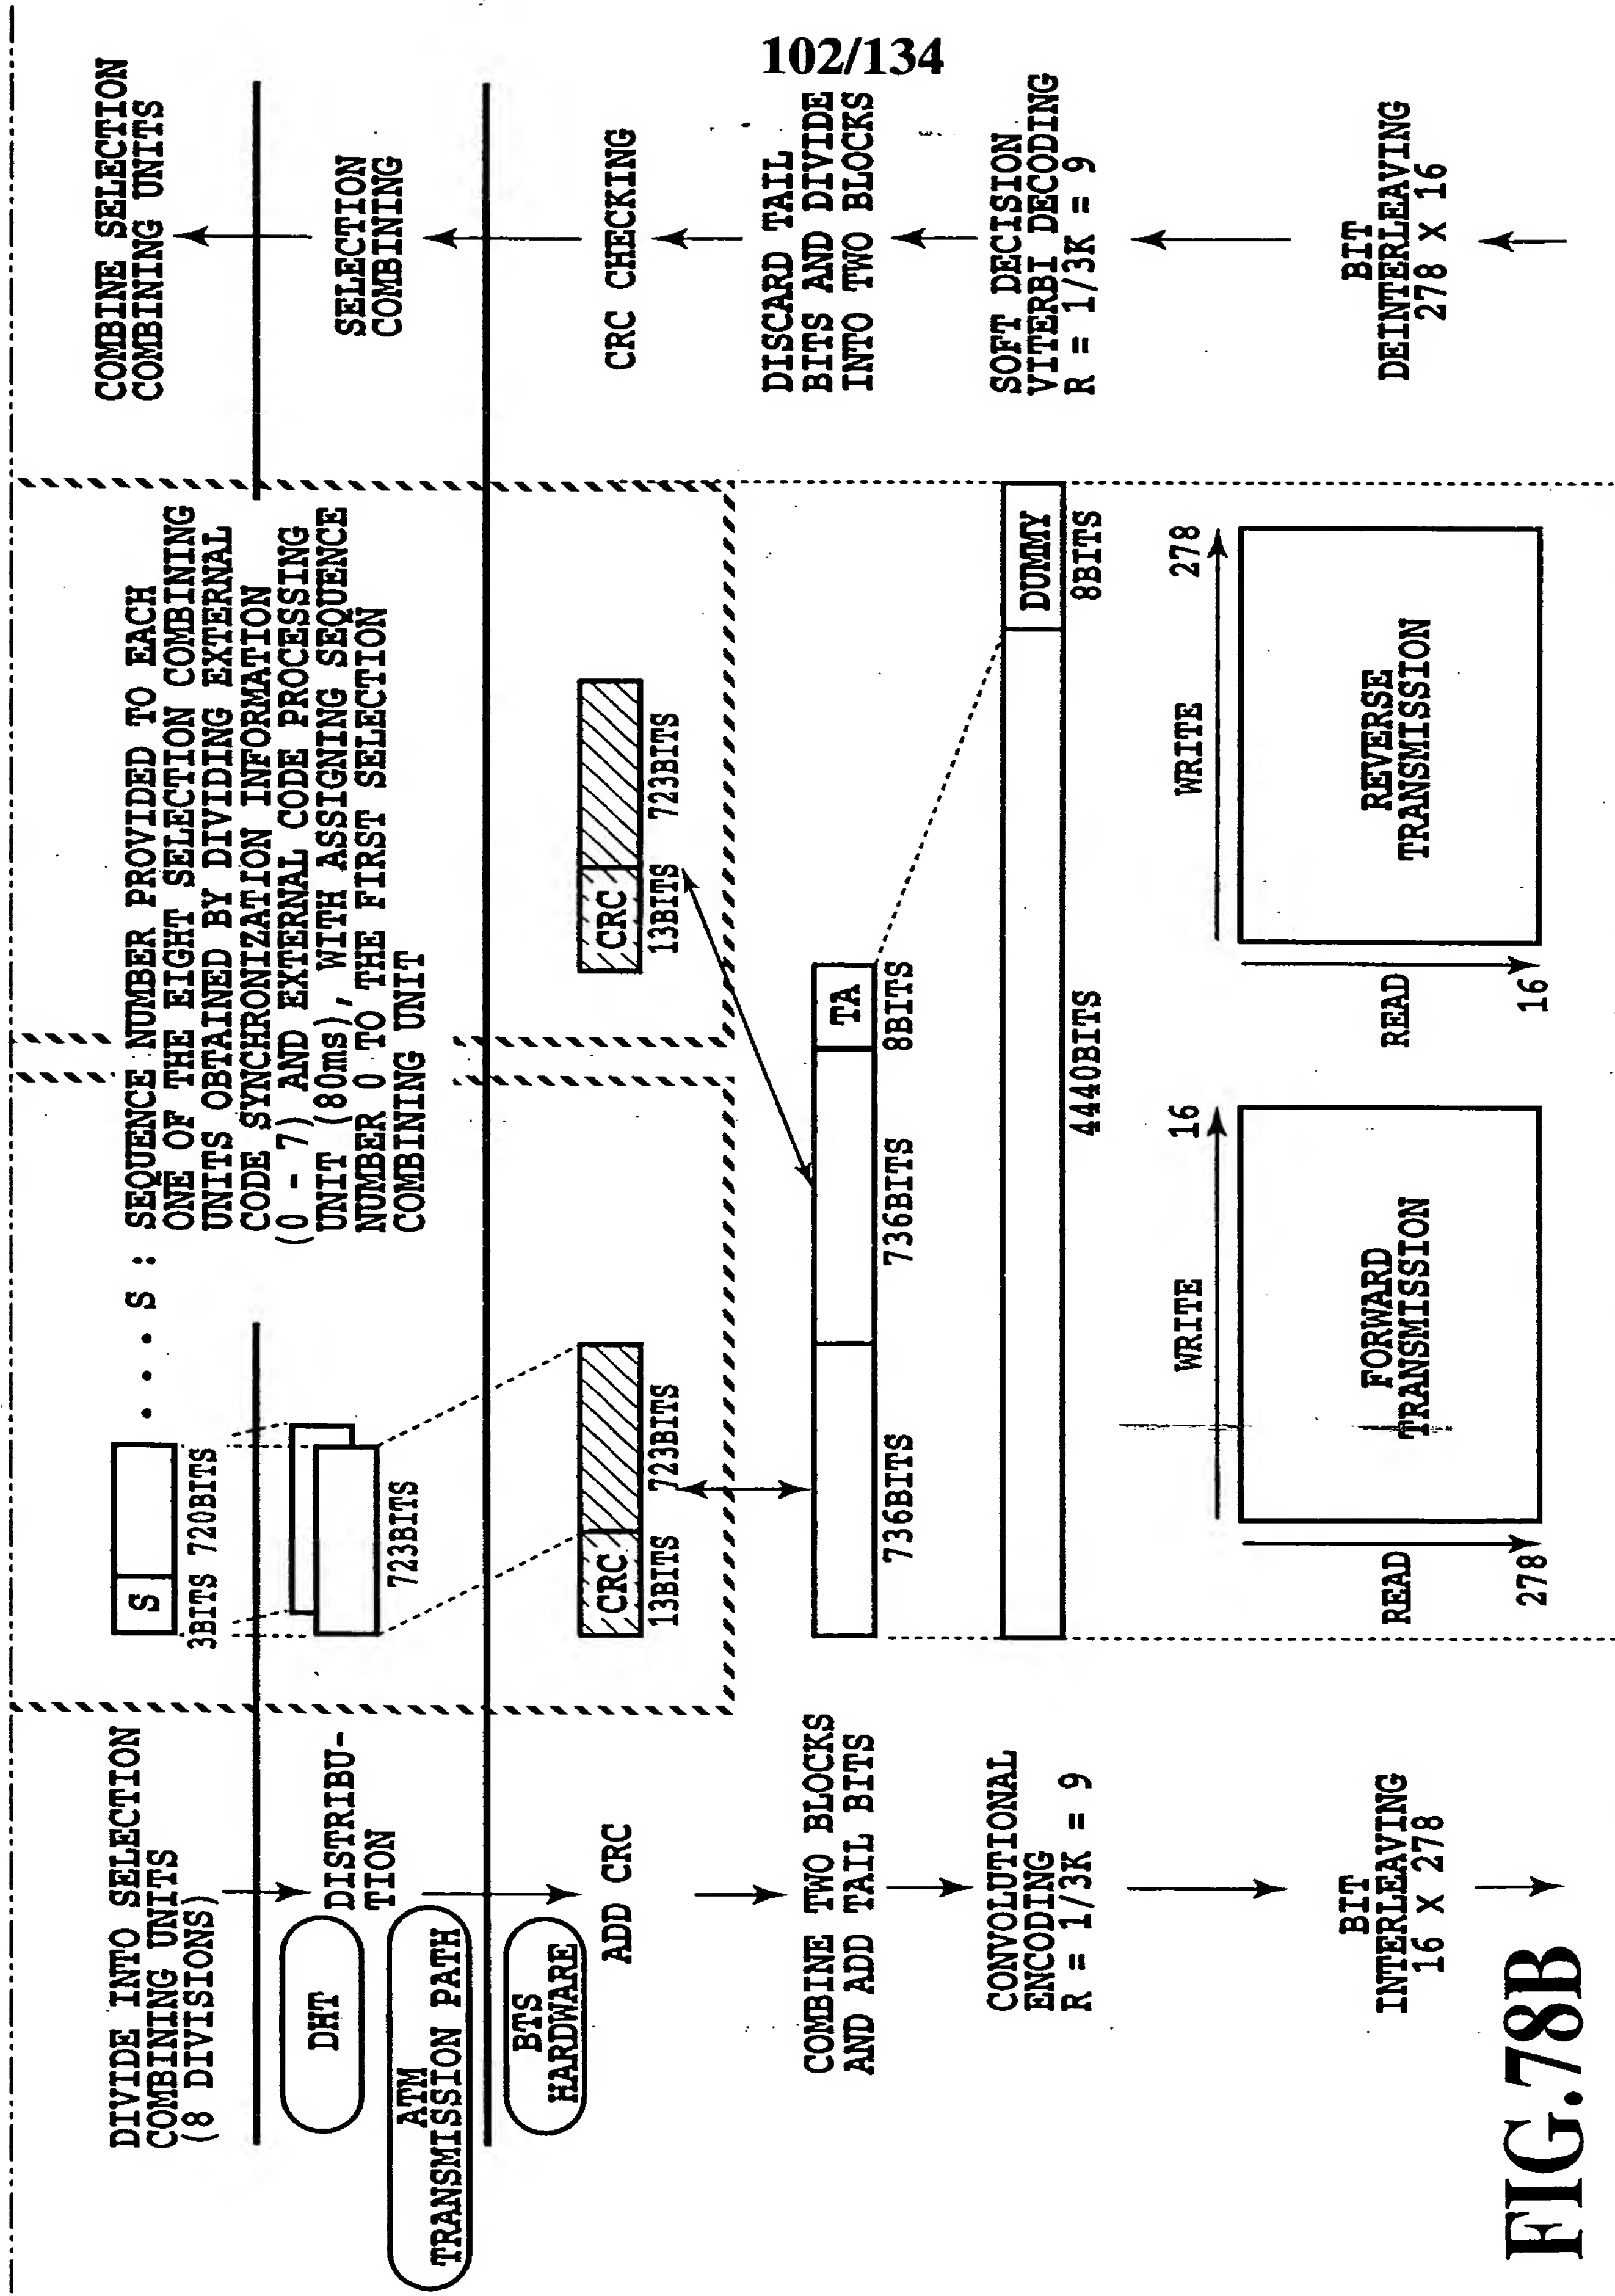 102/134
DIVIDE INTO SELECTION
COMBINING UNITS
(8 DIVISIONS)
DHT
DISTRIBU-
TION
ATM
TRANSMISSION PATH
BTS
HARDWARE
ADD CRC
COMBINE TWO BLOCKS
AND ADD TAIL BITS
CONVOLUTIONAL
ENCODING
R = 1/3K = 9
BIT
INTERLEAVING
16 X 278
S
3BITS 720BITS
• • • S :
SEQUENCE NUMBER PROVIDED TO EACH
ONE OF THE EIGHT SELECTION COMBINING
UNITS OBTAINED BY DIVIDING EXTERNAL
CODE SYNCHRONIZATION INFORMATION
(0 - 7) AND EXTERNAL CODE PROCESSING
UNIT (80ms), WITH ASSIGNING SEQUENCE
NUMBER 0 TO THE FIRST SELECTION
COMBINING UNIT
723BITS
CRC
13BITS 723BITS
CRC
13BITS 723BITS
TA
736BITS 736BITS 8BITS
DUMMY
4440BITS 8BITS
WRITE 16
READ
278
FORWARD
TRANSMISSION
WRITE 278
READ
16
REVERSE
TRANSMISSION
COMBINE SELECTION
COMBINING UNITS
SELECTION
COMBINING
CRC CHECKING
DISCARD TAIL
BITS AND DIVIDE
INTO TWO BLOCKS
SOFT DECISION
VITERBI DECODING
R = 1/3K = 9
BIT
DEINTERLEAVING
278 X 16
FIG.78B